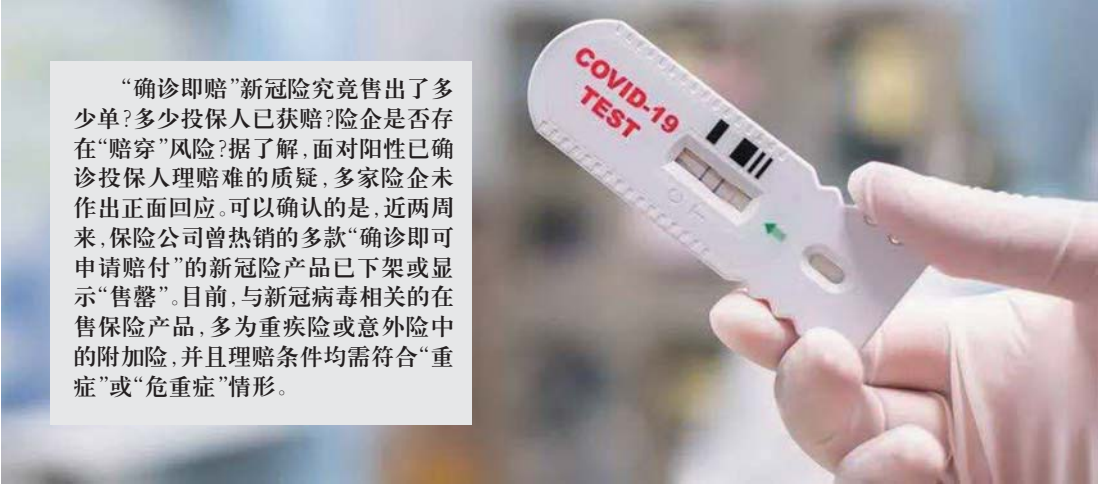 “确诊即赔”新冠险究竟售出了多
少单?多少投保人已获赔?险企是否存
在“赔穿”风险?据了解,面对阳性已确
诊投保人理赔难的质疑,多家险企未
作出正面回应。可以确认的是,近两周
来,保险公司曾热销的多款“确诊即可
申请赔付”的新冠险产品已下架或显
示“售罄”。目前,与新冠病毒相关的在
售保险产品,多为重疾险或意外险中
的附加险,并且理赔条件均需符合“重
症”或“危重症”情形。
COVID-19
TEST